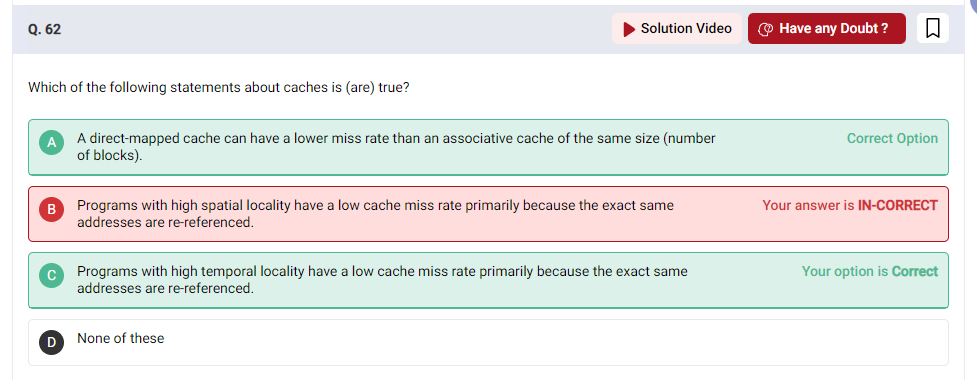 Q. 62
Solution Video
Have any Doubt ?
Which of the following statements about caches is (are) true?
A
A direct-mapped cache can have a lower miss rate than an associative cache of the same size (number
of blocks).
Correct Option
B
Programs with high spatial locality have a low cache miss rate primarily because the exact same
addresses are re-referenced.
Your answer is IN-CORRECT
C
Programs with high temporal locality have a low cache miss rate primarily because the exact same
addresses are re-referenced.
Your option is Correct
D
None of these